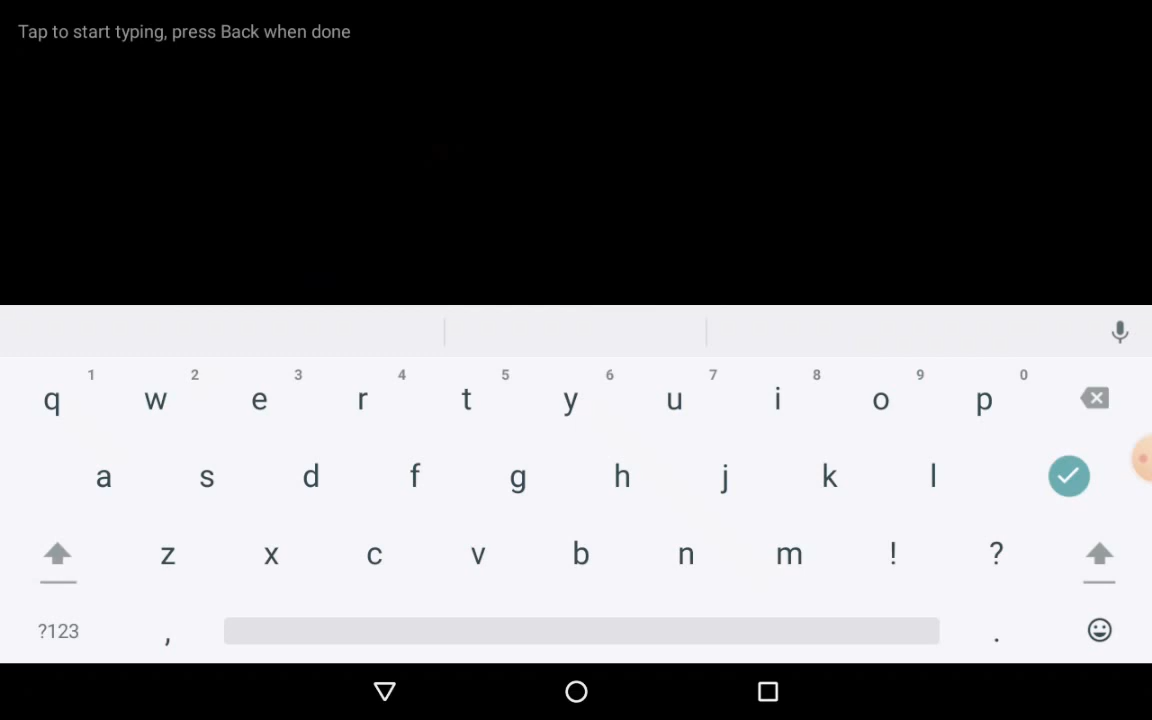 Tap to start typing, press Back when done
1 2 3 4 5 6 7 8 9 0
q w e r t y u i o p
a s d f g h j k l
z x c v b n m ! ?
?123 , .